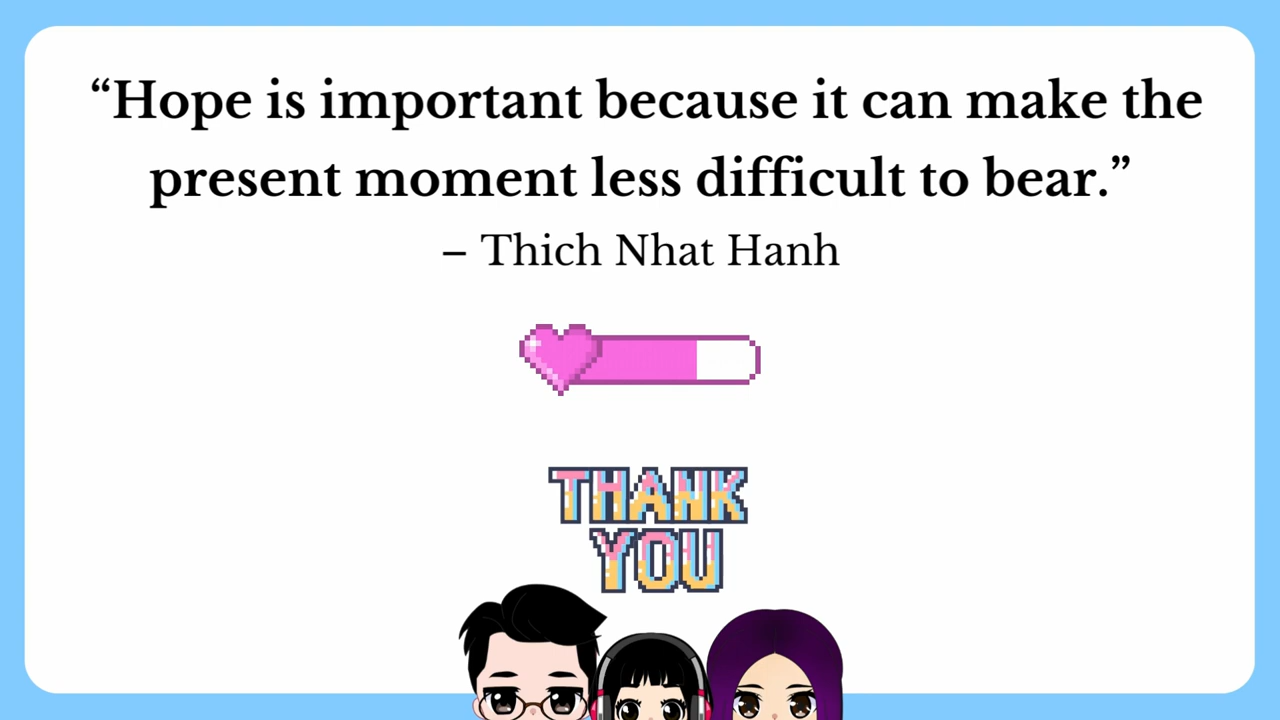 “Hope is important because it can make the
present moment less difficult to bear.”
– Thich Nhat Hanh
THANK
YOU